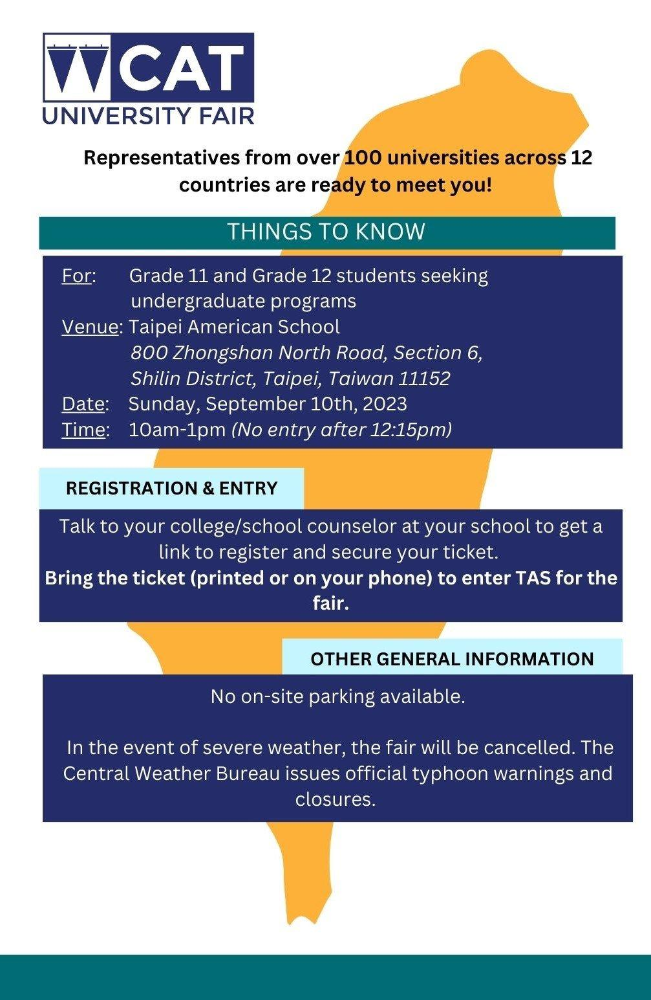 WCAT
UNIVERSITY FAIR
Representatives from over 100 universities across 12
countries are ready to meet you!
THINGS TO KNOW
For: Grade 11 and Grade 12 students seeking
undergraduate programs
Venue: Taipei American School
800 Zhongshan North Road, Section 6,
Shilin District, Taipei, Taiwan 11152
Date: Sunday, September 10th, 2023
Time: 10am-1pm (No entry after 12:15pm)
REGISTRATION & ENTRY
Talk to your college/school counselor at your school to get a
link to register and secure your ticket.
Bring the ticket (printed or on your phone) to enter TAS for the
fair.
OTHER GENERAL INFORMATION
No on-site parking available.
In the event of severe weather, the fair will be cancelled. The
Central Weather Bureau issues official typhoon warnings and
closures.